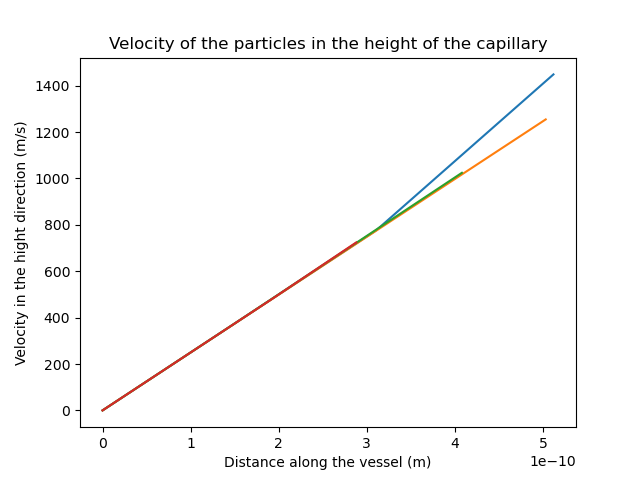 Velocity of the particles in the height of the capillary
1400
1200
1000
800
600
400
200
0
Velocity in the hight direction (m/s)
0 1 2 3 4 5
1e−10
Distance along the vessel (m)